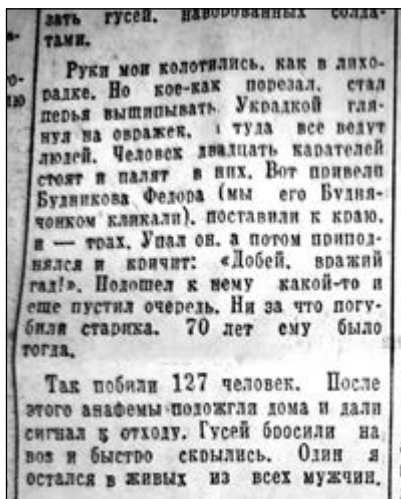 зать гусей, наворованных солда-
тами.
Руки мои колотились, как в лихо-
радке. Но кое-как порезал, стал
перья выщипывать. Украдкой гля-
нул на овражек, а туда все ведут
людей. Человек двадцать карателей
стоят и палят в них. Вот привели
Будникова Федора (мы его Будня-
чонком кликали), поставили к краю,
и — трах. Упал он, а потом припод-
нялся и кричит: «Добей, вражий
гад!». Подошел к нему какой-то и
еще пустил очередь. Ни за что погу-
били старика. 70 лет ему было
тогда.
Так побили 127 человек. После
этого анафемы подожгли дома и дали
сигнал к отходу. Гусей бросили на
воз и быстро скрылись. Один я
остался в живых из всех мужчин.